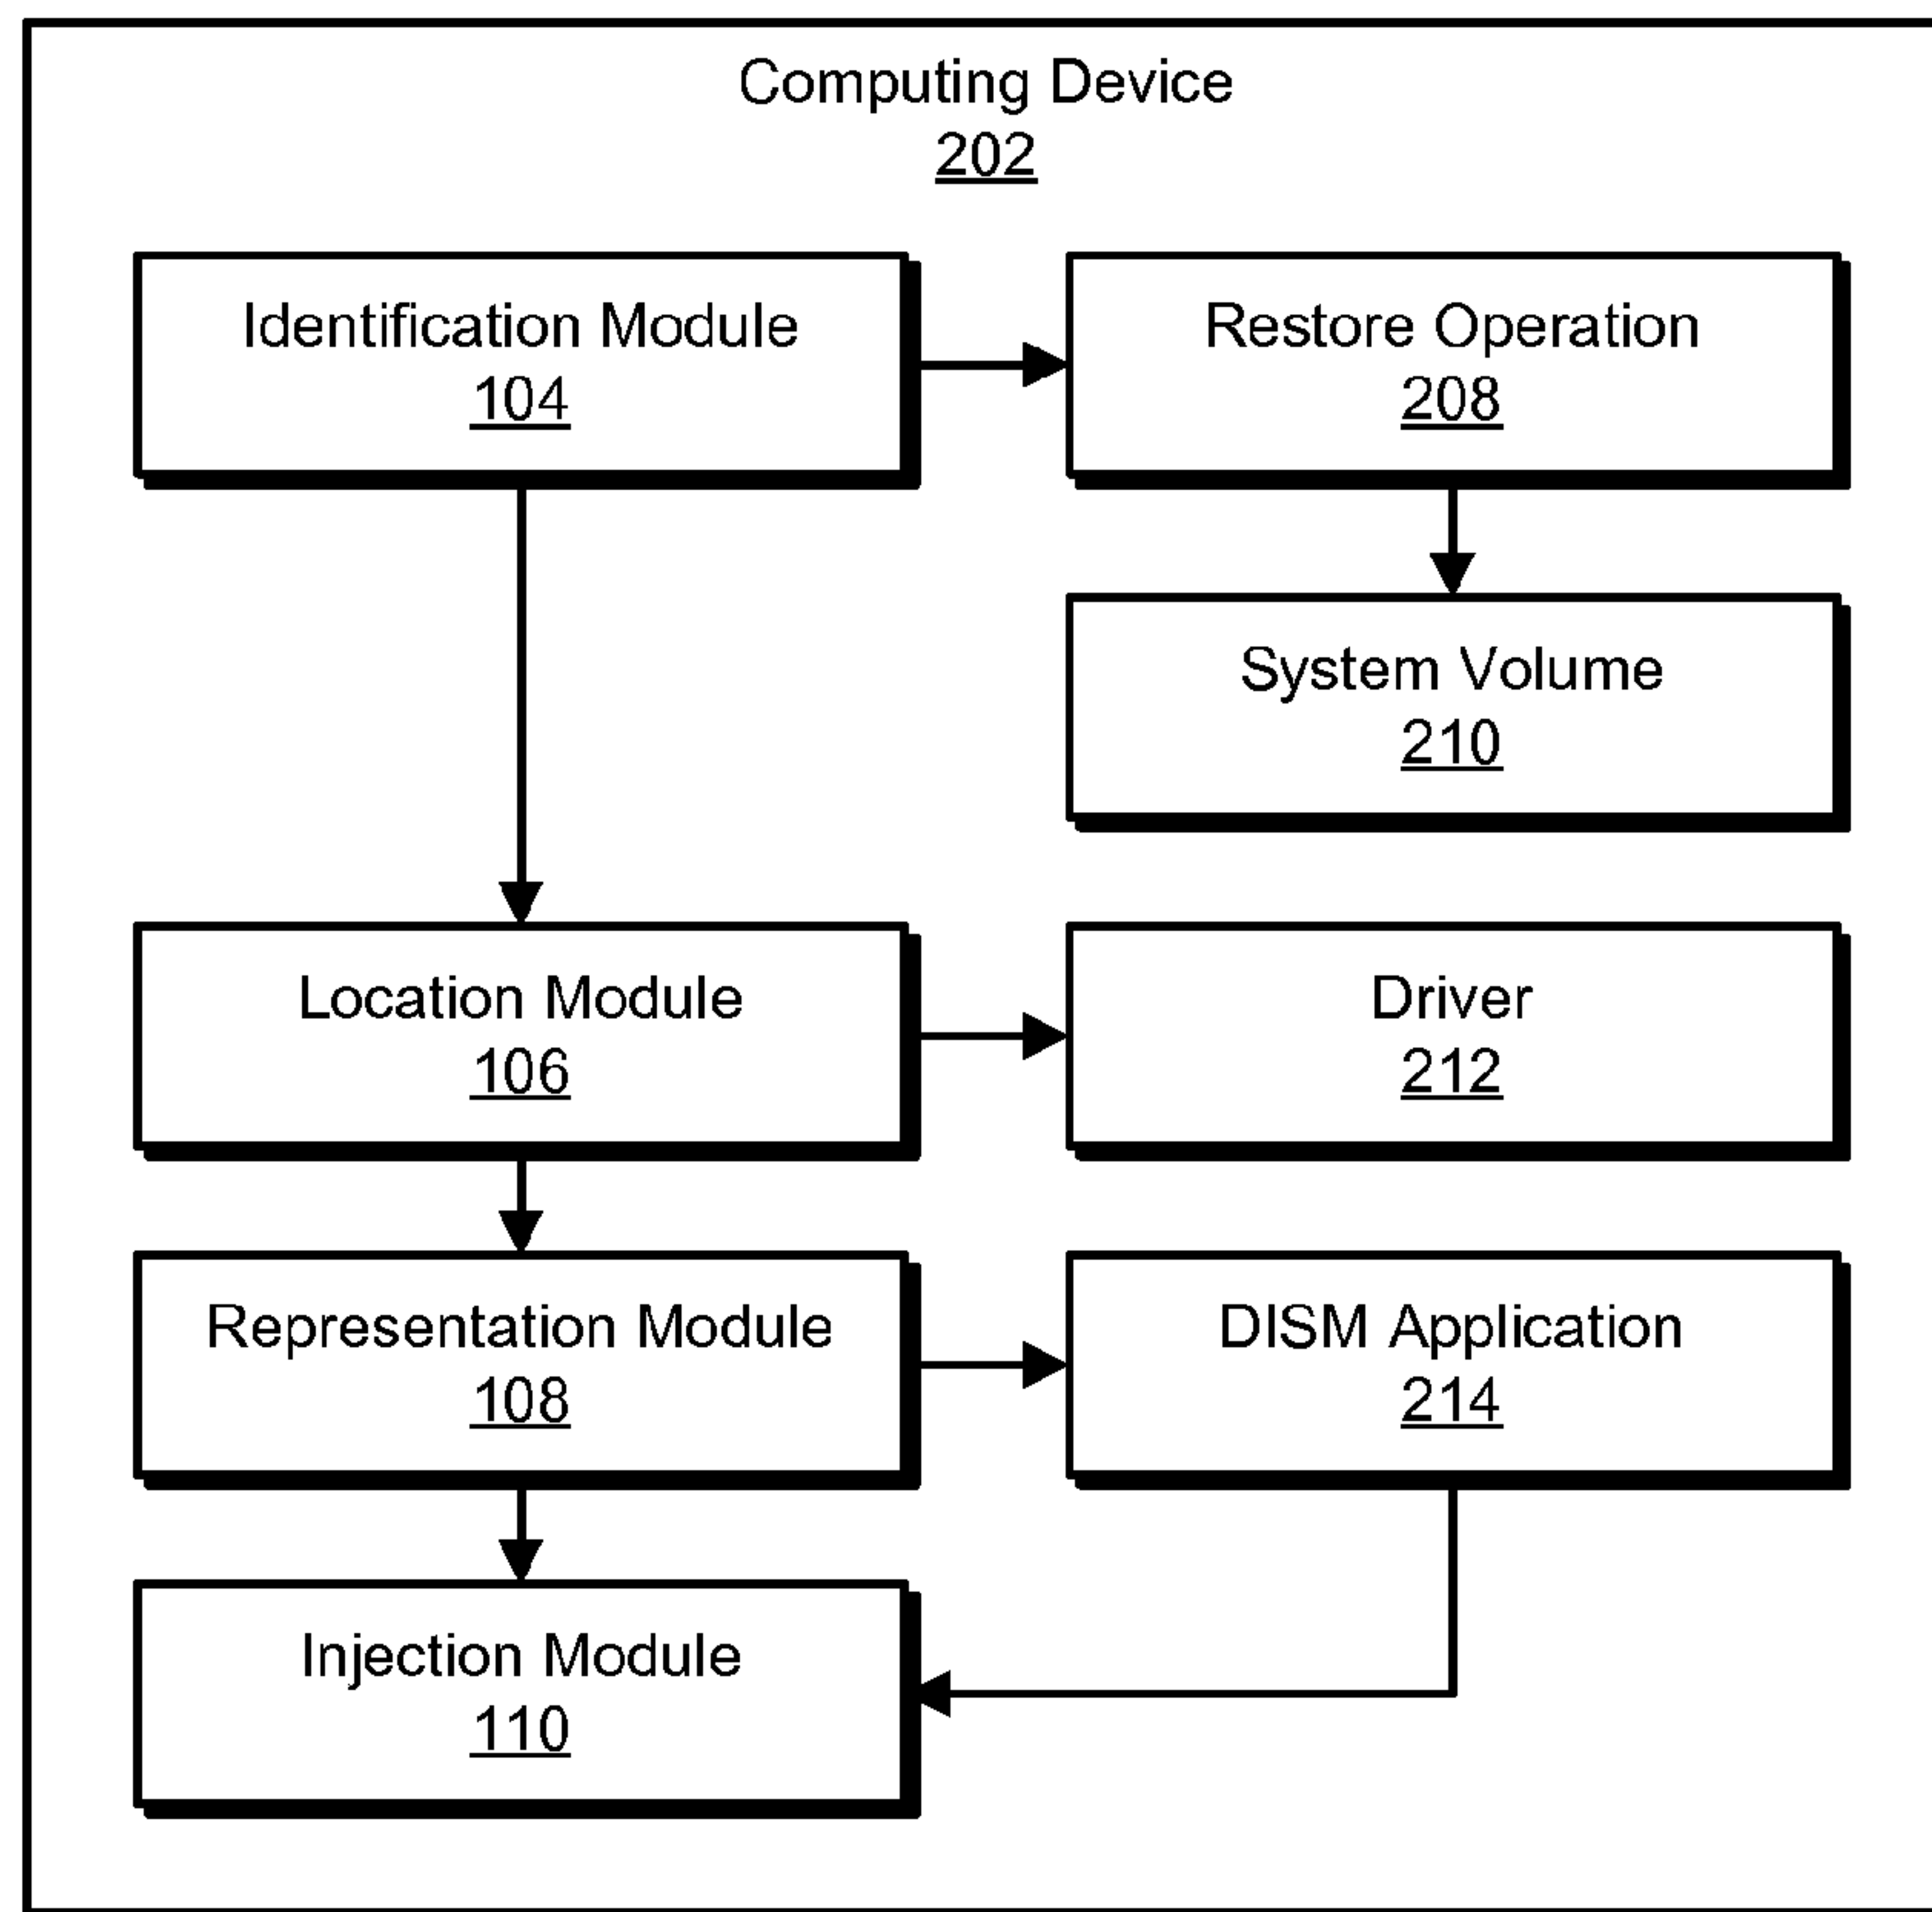 Computing Device
202
Identification Module
104
Restore Operation
208
System Volume
210
Location Module
106
Driver
212
Representation Module
108
DISM Application
214
Injection Module
110